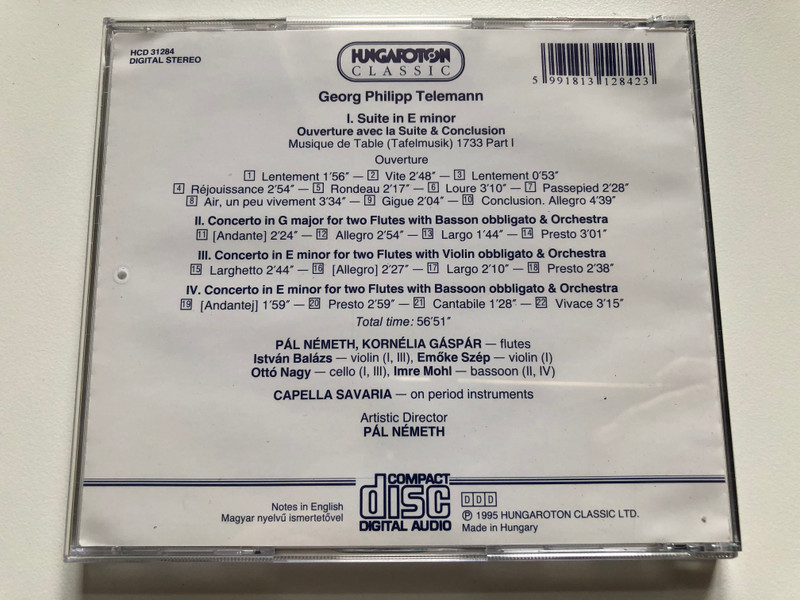 HCD 31284
DIGITAL STEREO
HUNGAROTON
CLASSIC
5 991813 128423
Georg Philipp Telemann
I. Suite in E minor
Ouverture avec la Suite & Conclusion
Musique de Table (Tafelmusik) 1733 Part I
Ouverture
1 Lentement 1′56″ — 2 Vite 2′48″ — 3 Lentement 0′53″
4 Réjouissance 2′54″ — 5 Rondeau 2′17″ — 6 Loure 3′10″ — 7 Passepied 2′28″
8 Air, un peu vivement 3′34″ — 9 Gigue 2′04″ — 10 Conclusion. Allegro 4′39″
II. Concerto in G major for two Flutes with Basson obbligato & Orchestra
11 [Andante] 2′24″ — 12 Allegro 2′54″ — 13 Largo 1′44″ — 14 Presto 3′01″
III. Concerto in E minor for two Flutes with Violin obbligato & Orchestra
15 Larghetto 2′44″ — 16 [Allegro] 2′27″ — 17 Largo 2′10″ — 18 Presto 2′38″
IV. Concerto in E minor for two Flutes with Bassoon obbligato & Orchestra
19 [Andantej] 1′59″ — 20 Presto 2′59″ — 21 Cantabile 1′28″ — 22 Vivace 3′15″
Total time: 56′51″
PÁL NÉMETH, KORNÉLIA GÁSPÁR — flutes
István Balázs — violin (I, III), Emőke Szép — violin (I)
Ottó Nagy — cello (I, III), Imre Mohl — bassoon (II, IV)
CAPELLA SAVARIA — on period instruments
Artistic Director
PÁL NÉMETH
Notes in English
Magyar nyelvű ismertetővel
COMPACT
disc
DIGITAL AUDIO
DDD
℗ 1995 HUNGAROTON CLASSIC LTD.
Made in Hungary